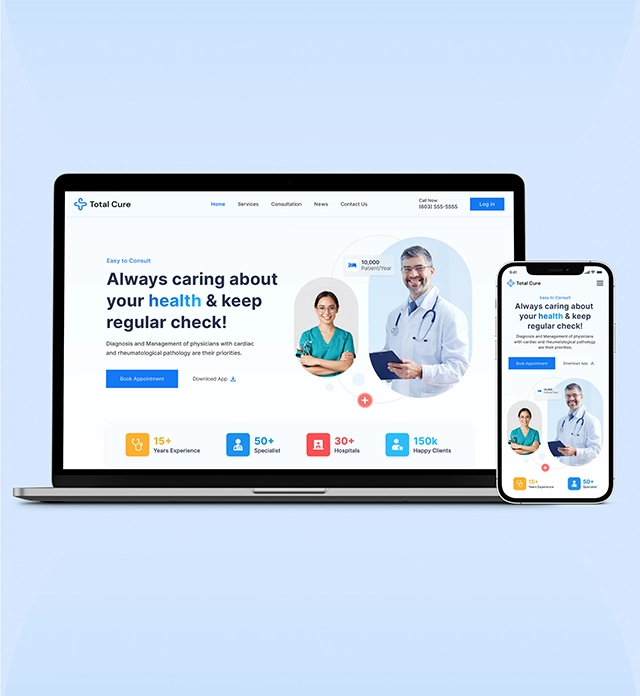 Total Cure
Home Services Consultation News Contact Us
Call Now
(603) 555-5555
Log In
Easy to Consult
Always caring about
your health & keep
regular check!
Diagnosis and Management of physicians with cardiac
and rheumatological pathology are their priorities.
Book Appointment Download App
10,000
Patient/Year
15+
Years Experience
50+
Specialist
30+
Hospitals
150k
Happy Clients
9:41
Total Cure
Easy to Consult
Always caring about
your health & keep
regular check!
Diagnosis and Management of physicians
with cardiac and rheumatological pathology
are their priorities.
Book Appointment Download App
10,000
Patient/Year
15+
Years Experience
50+
Specialist